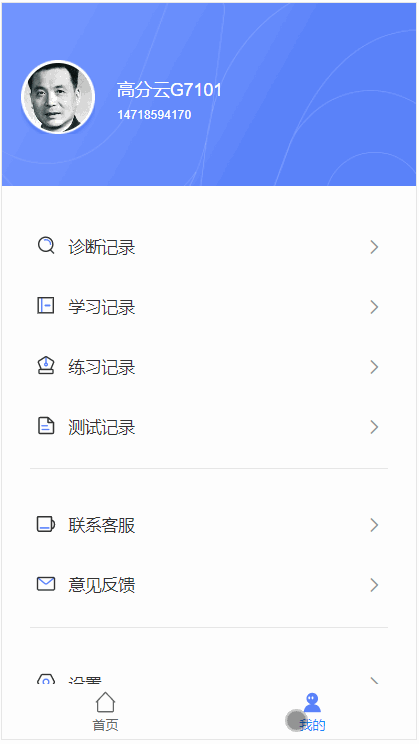 高分云G7101
14718594170
诊断记录
学习记录
练习记录
测试记录
联系客服
意见反馈
设置
首页
我的